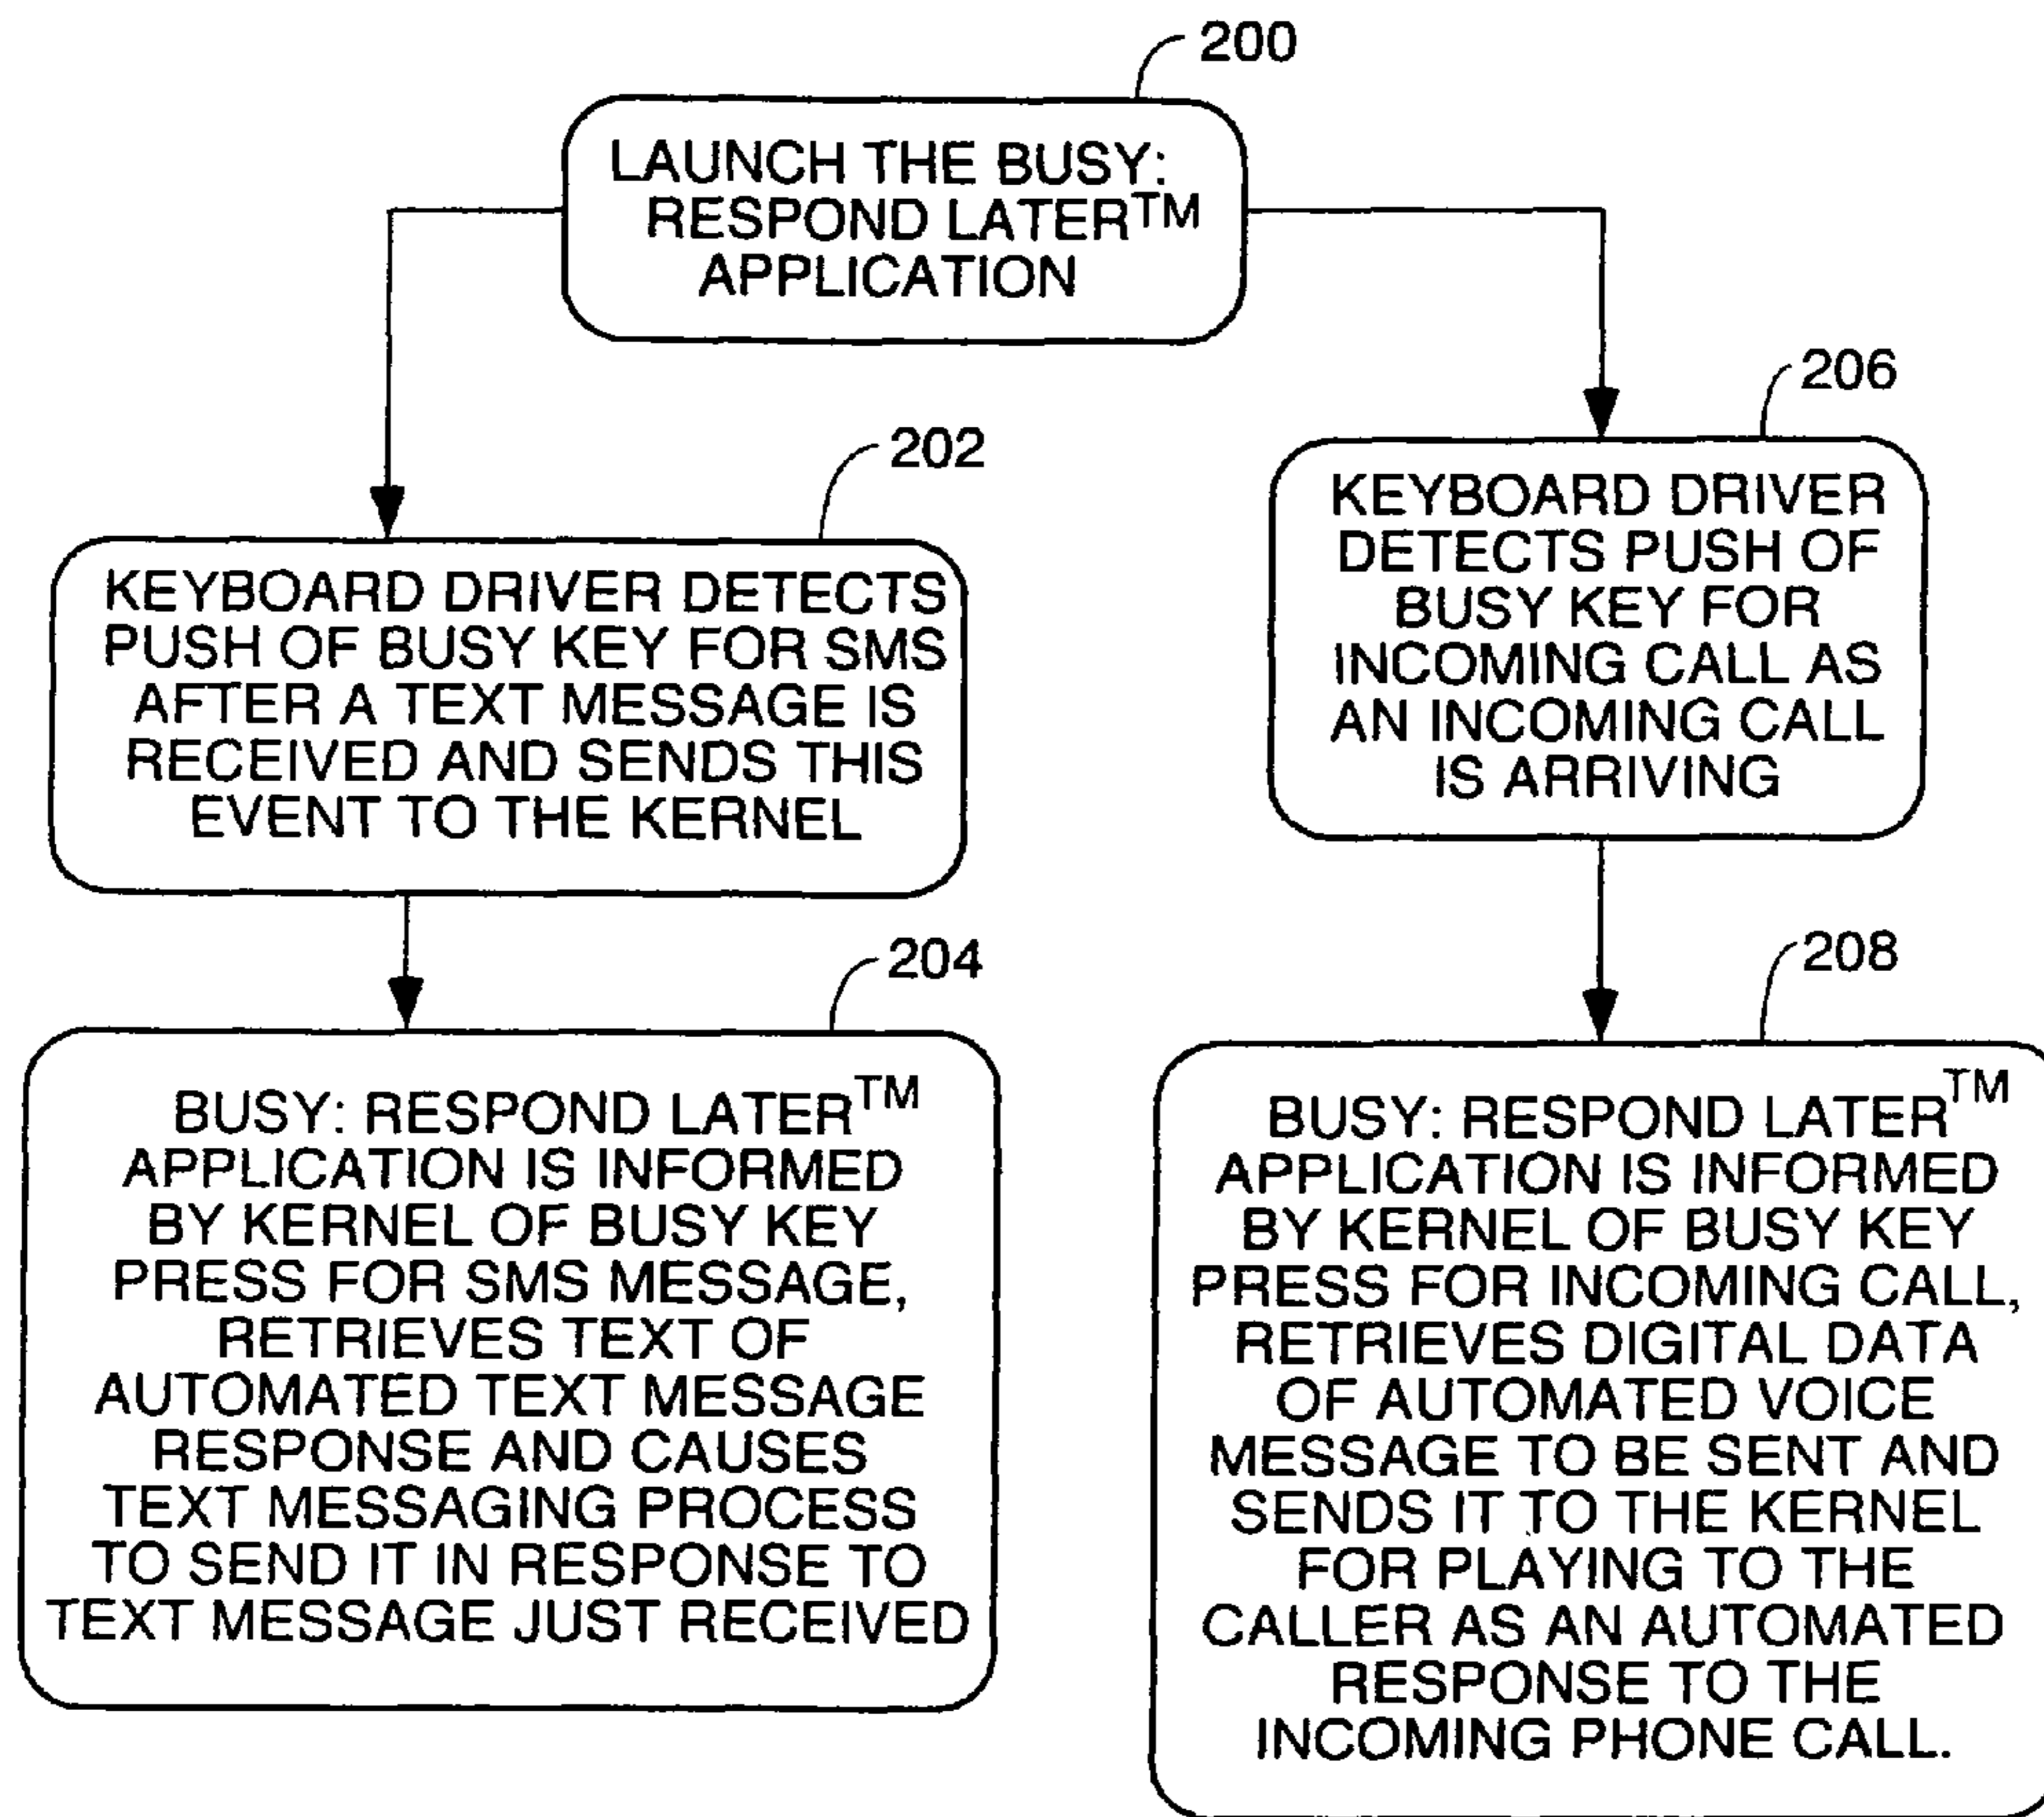 200
LAUNCH THE BUSY:
RESPOND LATER™
APPLICATION
202
KEYBOARD DRIVER DETECTS
PUSH OF BUSY KEY FOR SMS
AFTER A TEXT MESSAGE IS
RECEIVED AND SENDS THIS
EVENT TO THE KERNEL
204
BUSY: RESPOND LATER™
APPLICATION IS INFORMED
BY KERNEL OF BUSY KEY
PRESS FOR SMS MESSAGE,
RETRIEVES TEXT OF
AUTOMATED TEXT MESSAGE
RESPONSE AND CAUSES
TEXT MESSAGING PROCESS
TO SEND IT IN RESPONSE TO
TEXT MESSAGE JUST RECEIVED
206
KEYBOARD DRIVER
DETECTS PUSH OF
BUSY KEY FOR
INCOMING CALL AS
AN INCOMING CALL
IS ARRIVING
208
BUSY: RESPOND LATER™
APPLICATION IS INFORMED
BY KERNEL OF BUSY KEY
PRESS FOR INCOMING CALL,
RETRIEVES DIGITAL DATA
OF AUTOMATED VOICE
MESSAGE TO BE SENT AND
SENDS IT TO THE KERNEL
FOR PLAYING TO THE
CALLER AS AN AUTOMATED
RESPONSE TO THE
INCOMING PHONE CALL.